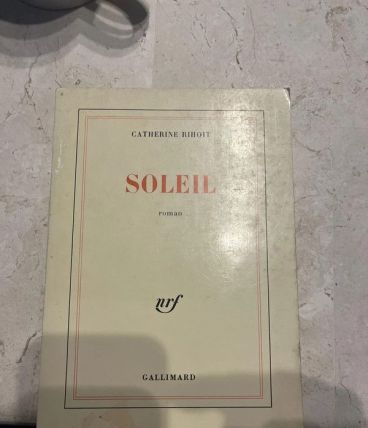 CATHERINE RIHOIT
SOLEIL
roman
nrf
GALLIMARD